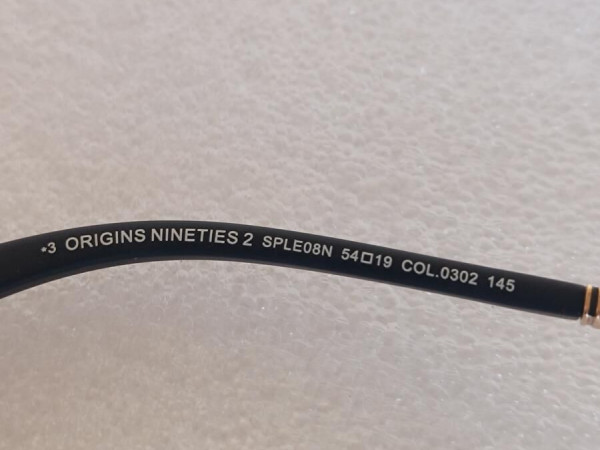 •3 ORIGINS NINETIES 2 SPLE08N 54□19 COL.0302 145